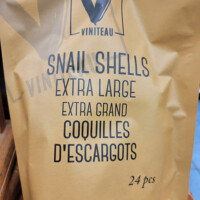 V
VINITEAU
SNAIL SHELLS
EXTRA LARGE
EXTRA GRAND
COQUILLES
D'ESCARGOTS
24 pcs